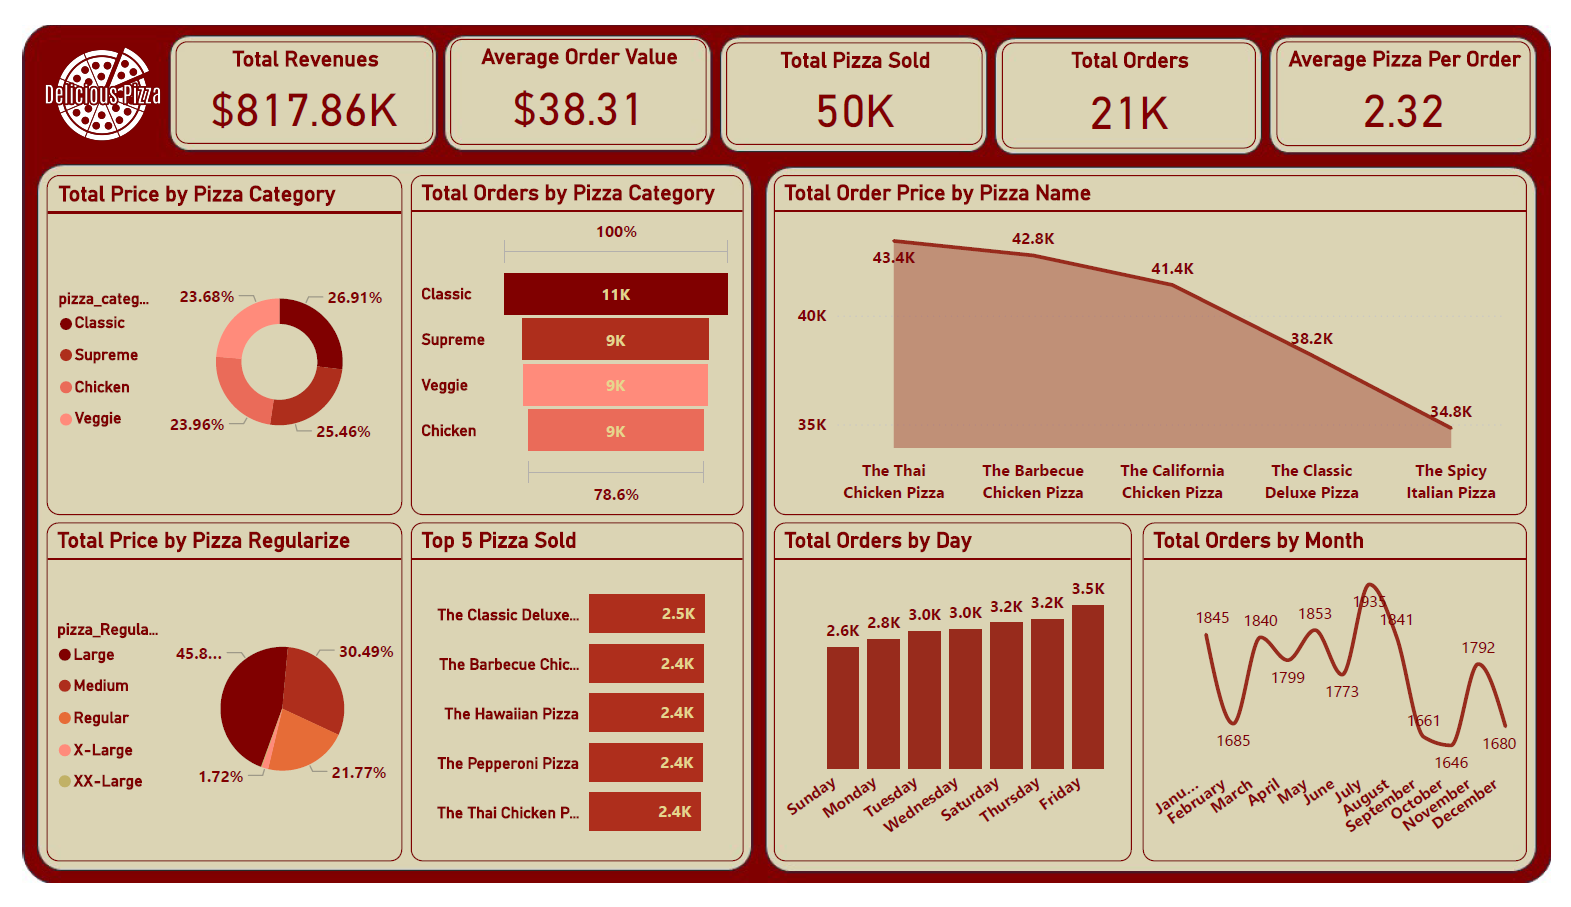 Delicious Pizza
Total Revenues
$817.86K
Average Order Value
$38.31
Total Pizza Sold
50K
Total Orders
21K
Average Pizza Per Order
2.32
Total Price by Pizza Category
pizza_categ...
Classic
Supreme
Chicken
Veggie
23.68%
26.91%
23.96%
25.46%
Total Orders by Pizza Category
100%
Classic
11K
Supreme
9K
Veggie
9K
Chicken
9K
78.6%
Total Order Price by Pizza Name
43.4K
42.8K
41.4K
38.2K
34.8K
40K
35K
The Thai
Chicken Pizza
The Barbecue
Chicken Pizza
The California
Chicken Pizza
The Classic
Deluxe Pizza
The Spicy
Italian Pizza
Total Price by Pizza Regularize
pizza_Regula...
Large
Medium
Regular
X-Large
XX-Large
45.8...
30.49%
1.72%
21.77%
Top 5 Pizza Sold
The Classic Deluxe...
2.5K
The Barbecue Chic...
2.4K
The Hawaiian Pizza
2.4K
The Pepperoni Pizza
2.4K
The Thai Chicken P...
2.4K
Total Orders by Day
2.6K
2.8K
3.0K
3.0K
3.2K
3.2K
3.5K
Sunday
Monday
Tuesday
Wednesday
Saturday
Thursday
Friday
Total Orders by Month
1845
1685
1840
1799
1853
1773
1935
1841
1661
1646
1792
1680
Janu...
February
March
April
May
June
July
August
September
October
November
December